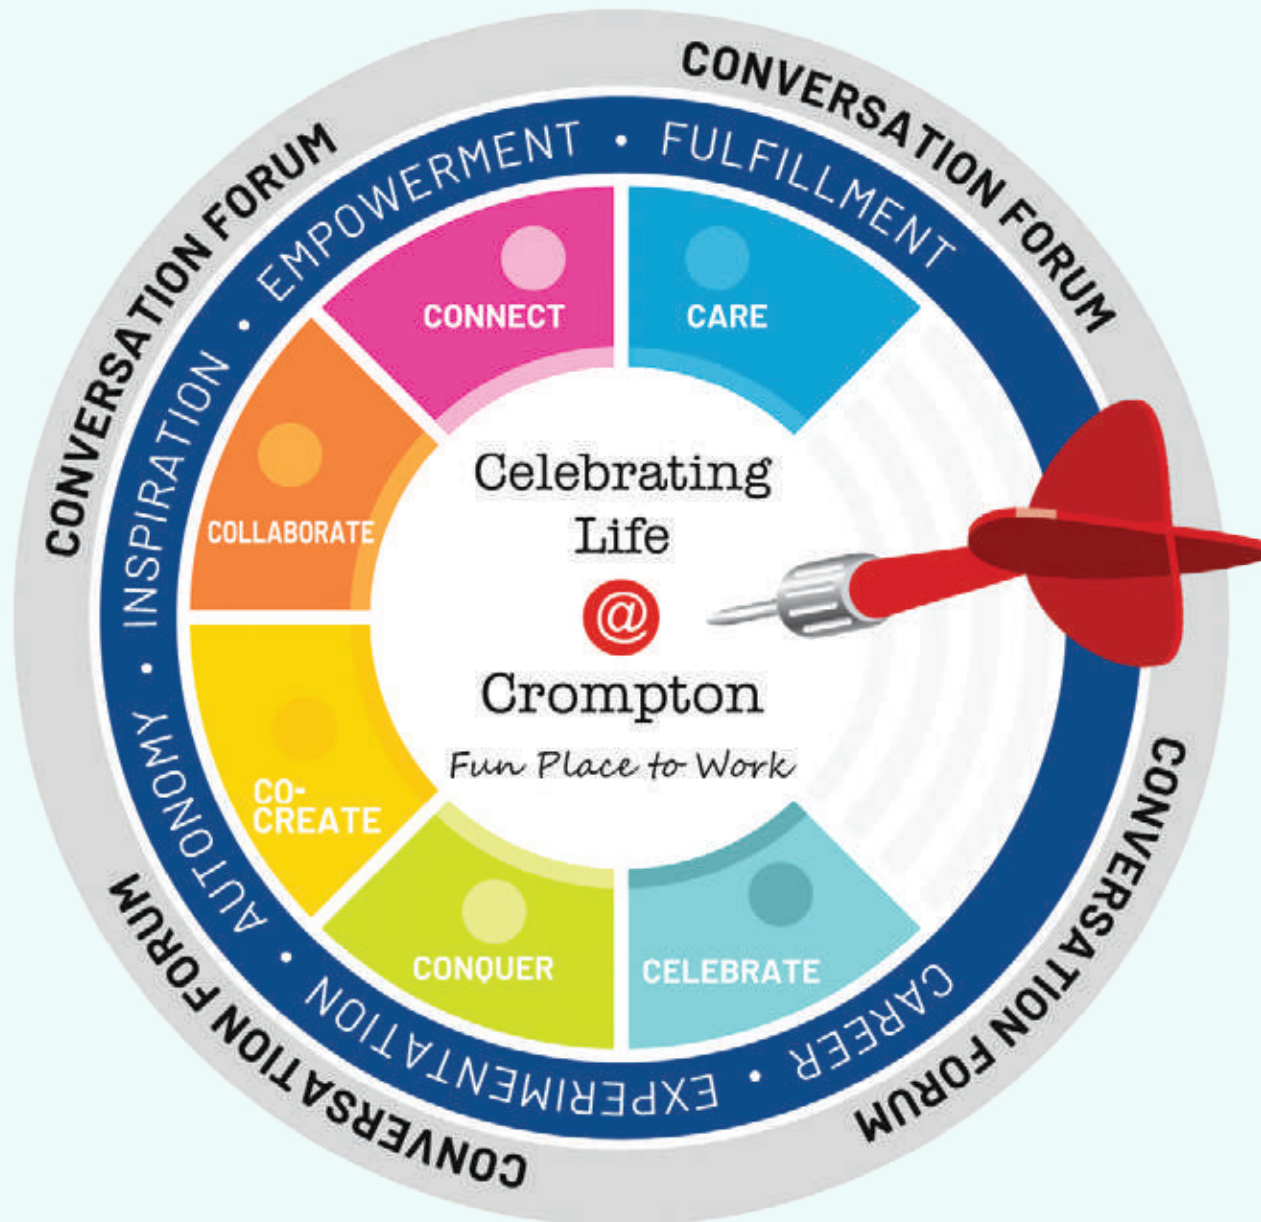 CONVERSATION FORUM
CONVERSATION FORUM
CONVERSATION FORUM
CONVERSATION FORUM
CAREER • EXPERIMENTATION • AUTONOMY • INSPIRATION • EMPOWERMENT • FULFILLMENT
CONNECT
CARE
COLLABORATE
CO-
CREATE
CONQUER
CELEBRATE
Celebrating
Life
@
Crompton
Fun Place to Work